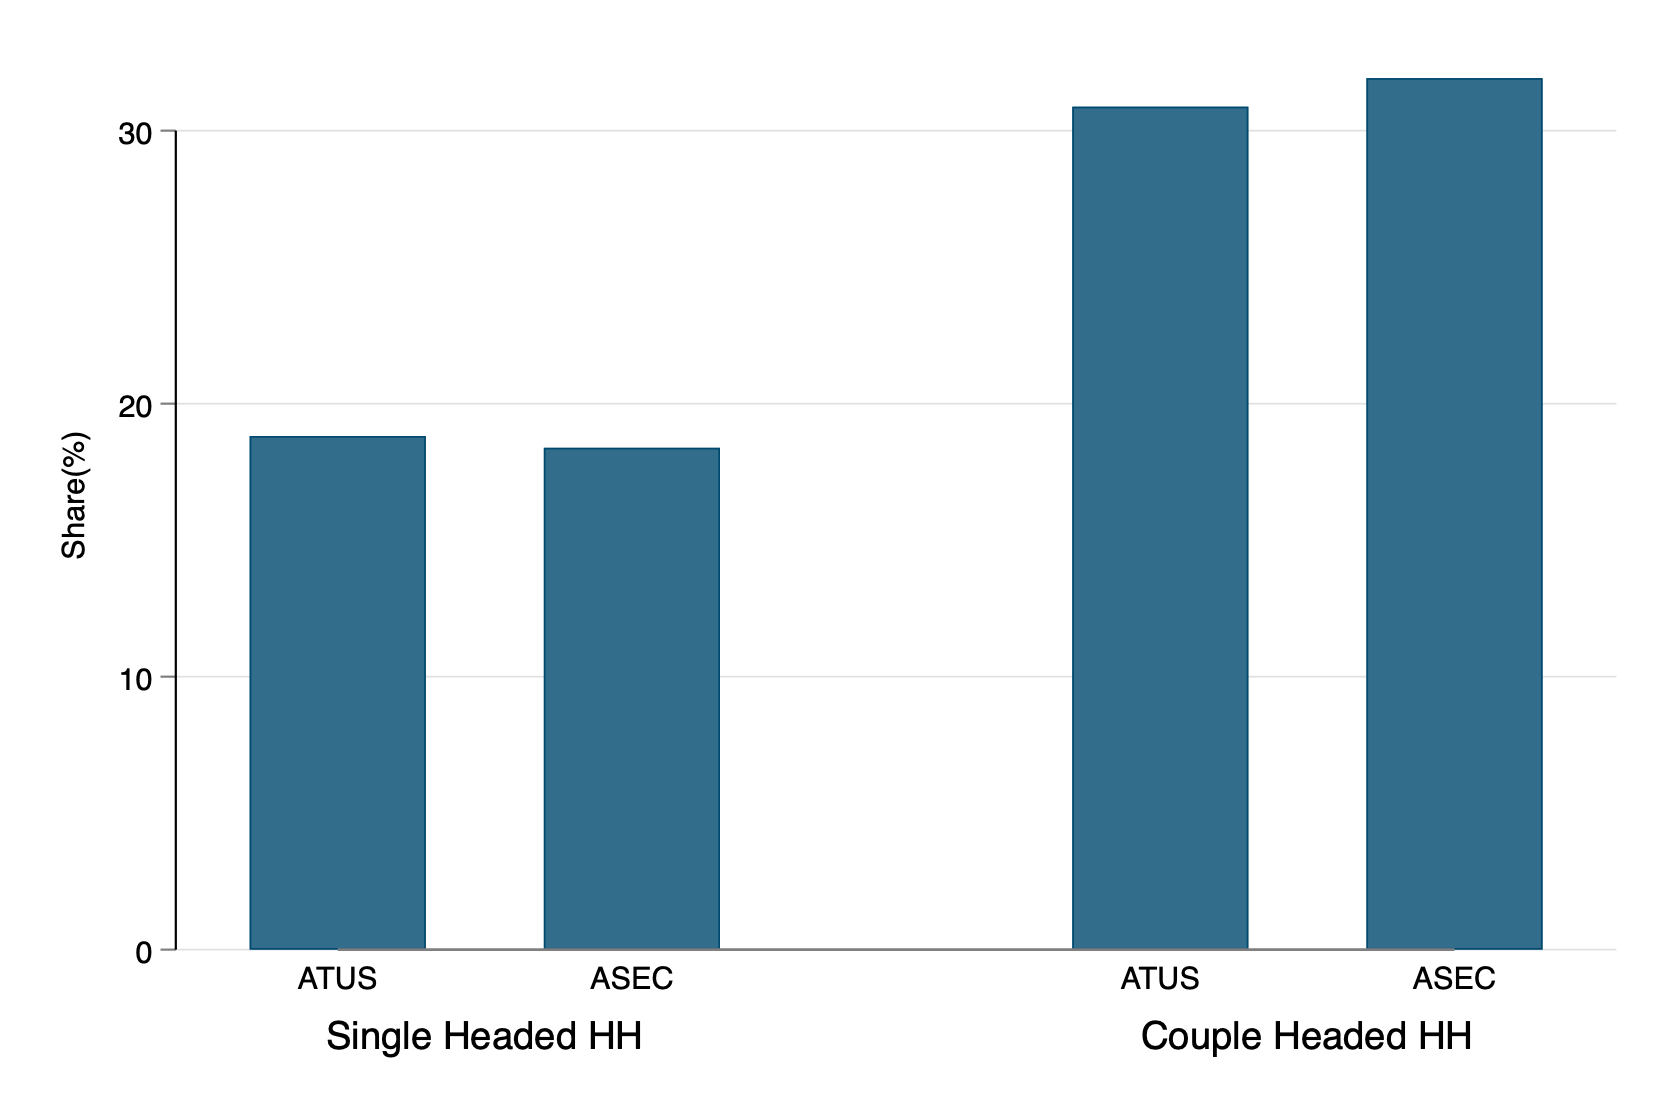 Share(%)
30
20
10
0
ATUS
ASEC
ATUS
ASEC
Single Headed HH
Couple Headed HH